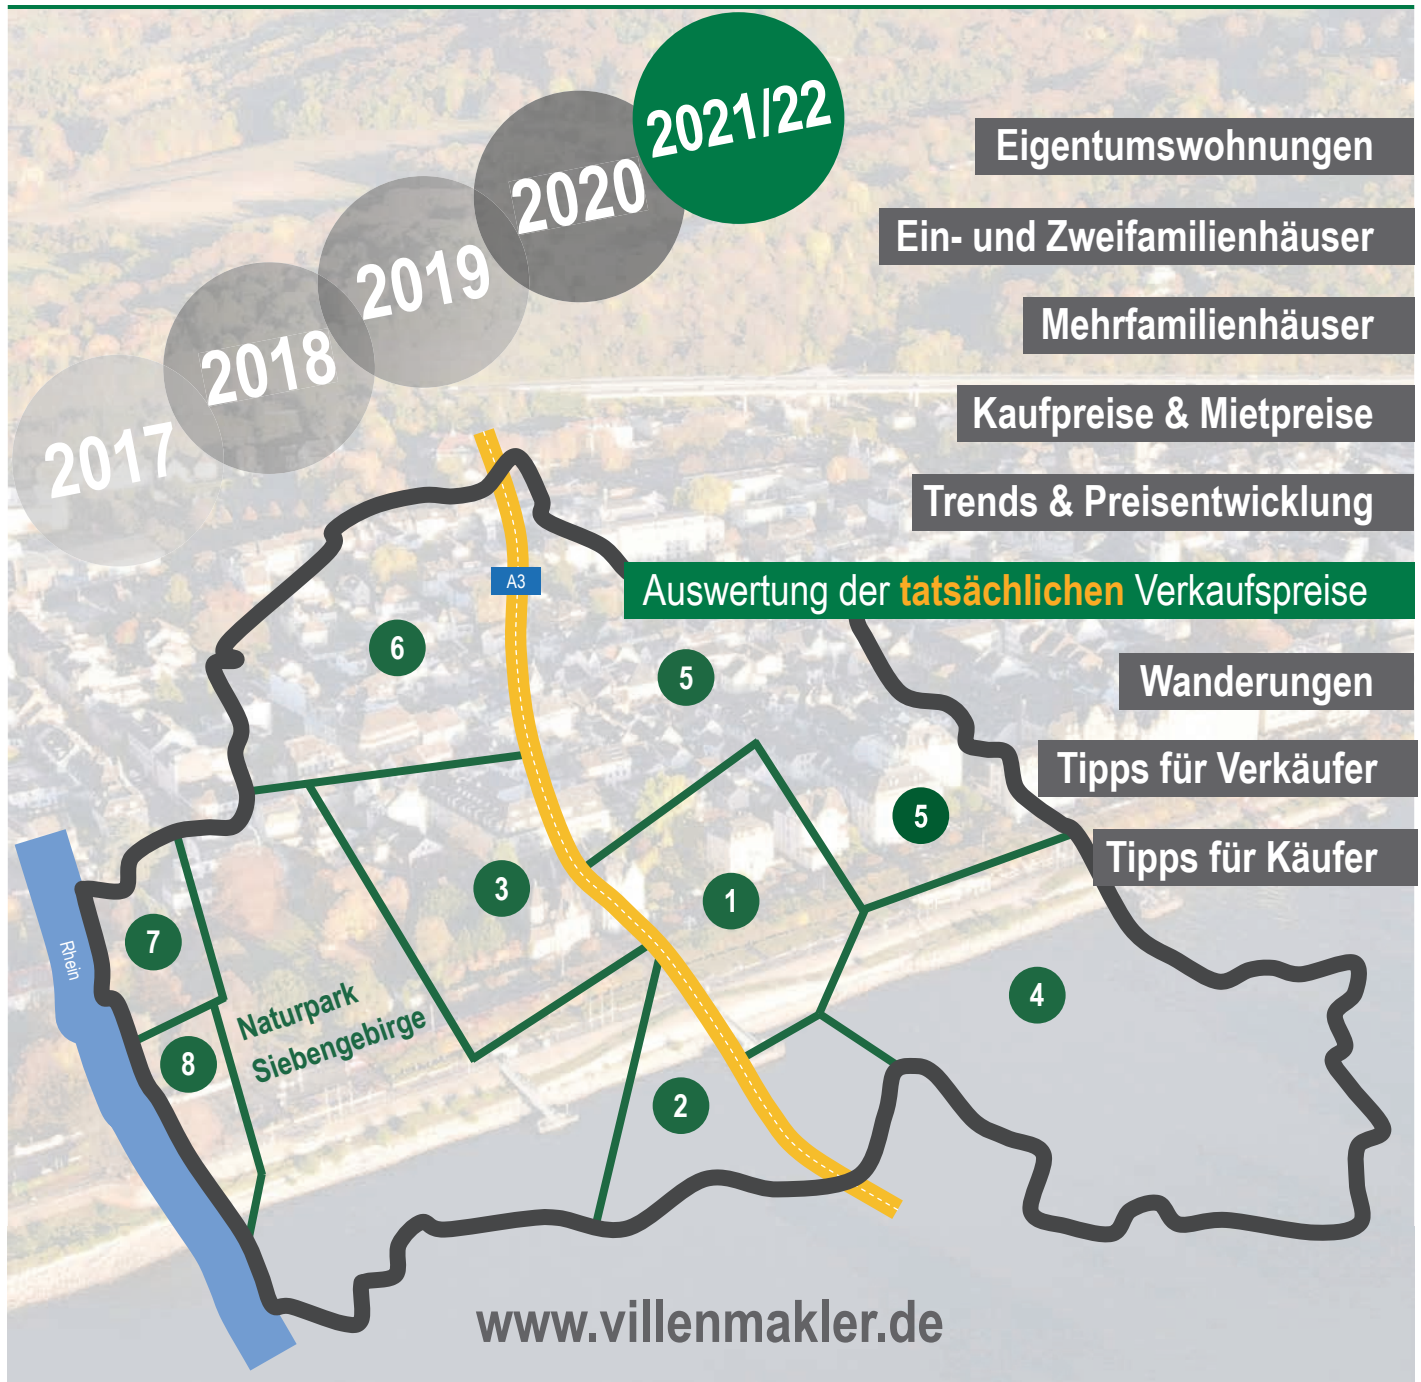 2021/22
2020
2019
2018
2017
Eigentumswohnungen
Ein- und Zweifamilienhäuser
Mehrfamilienhäuser
Kaufpreise & Mietpreise
Trends & Preisentwicklung
Auswertung der tatsächlichen Verkaufspreise
Wanderungen
Tipps für Verkäufer
Tipps für Käufer
A3
6
5
5
3
1
7
Rhein
4
Naturpark
Siebengebirge
8
2
www.villenmakler.de